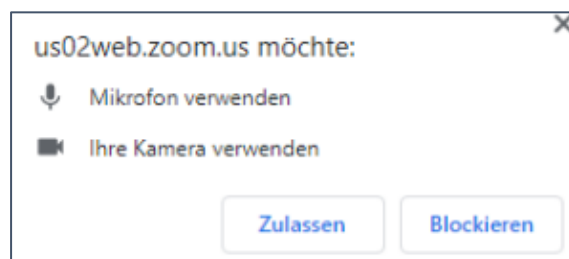 us02web.zoom.us möchte:
Mikrofon verwenden
Ihre Kamera verwenden
Zulassen
Blockieren